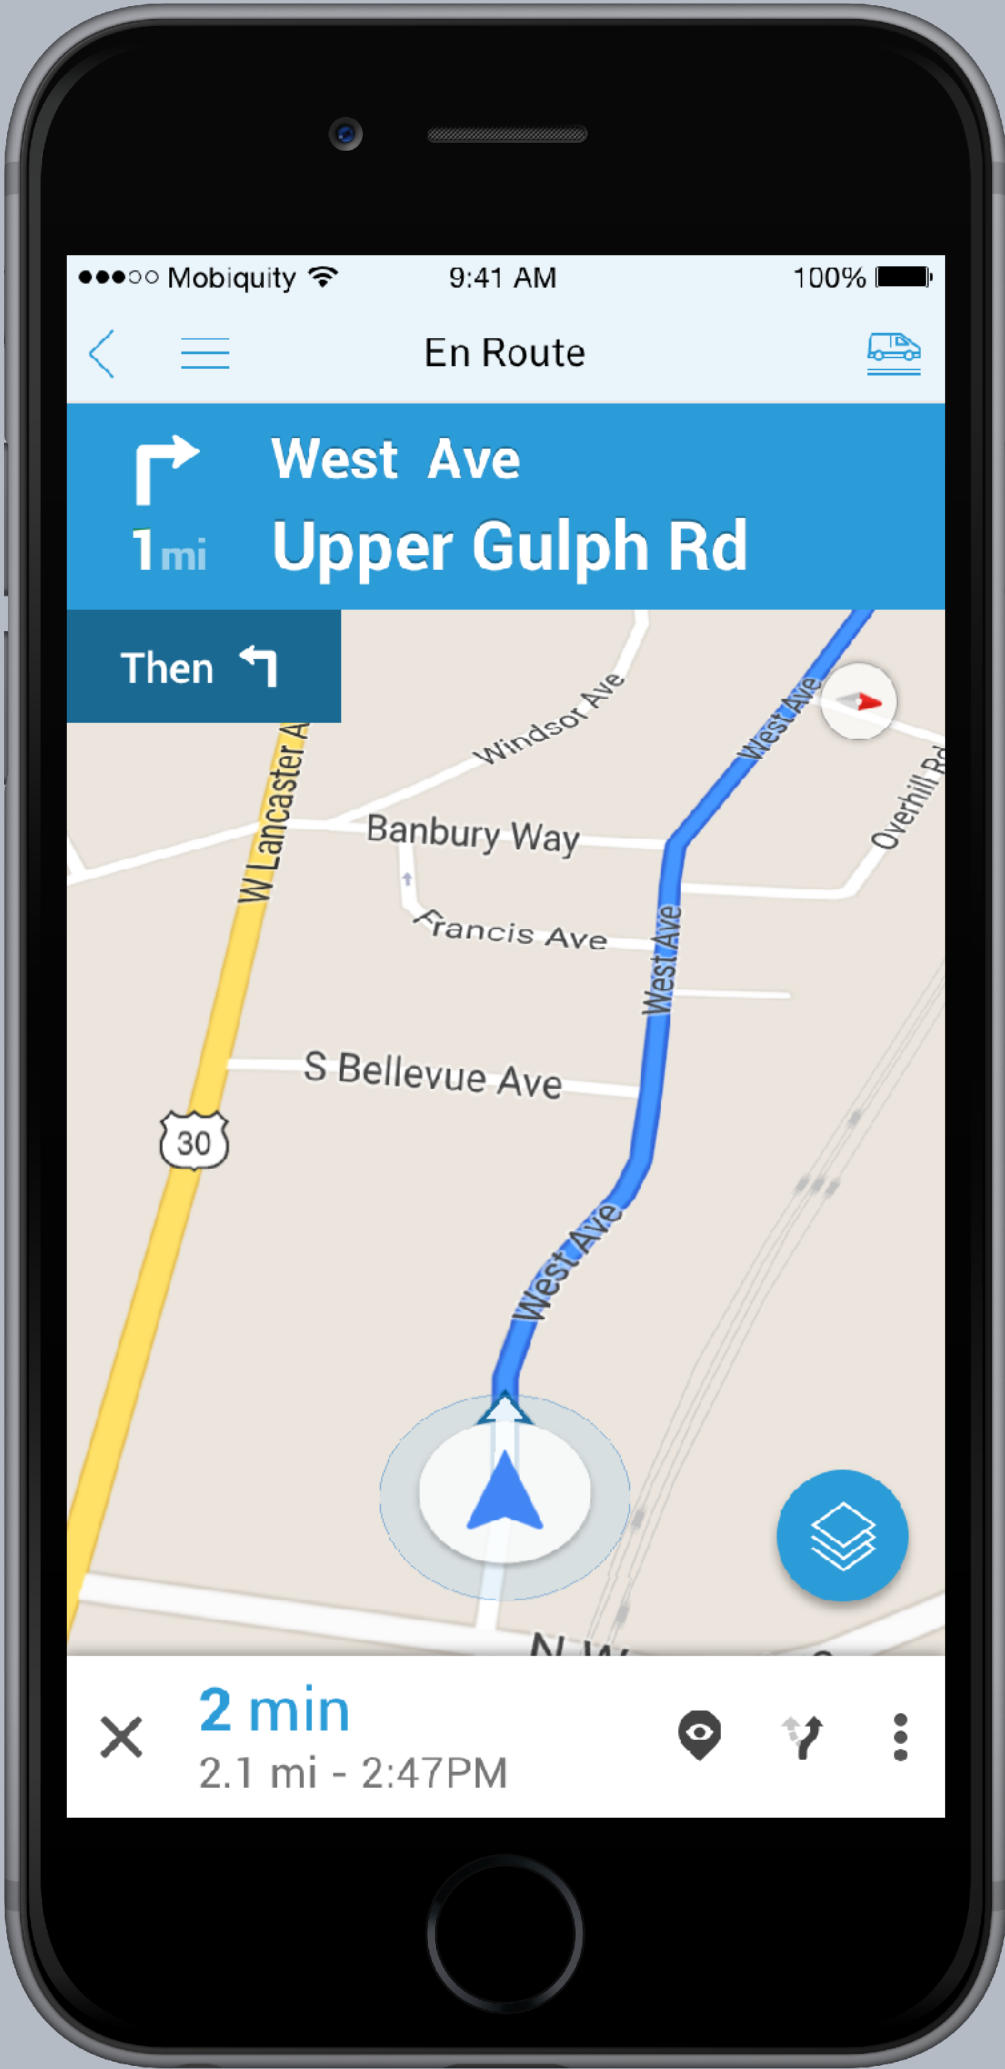 Mobiquity 9:41 AM 100%
En Route
West Ave
1 mi Upper Gulph Rd
Then
Windsor Ave
West Ave
W Lancaster A
Banbury Way
Overhill Rd
Francis Ave
West Ave
S Bellevue Ave
30
West Ave
N W
2 min
2.1 mi - 2:47PM